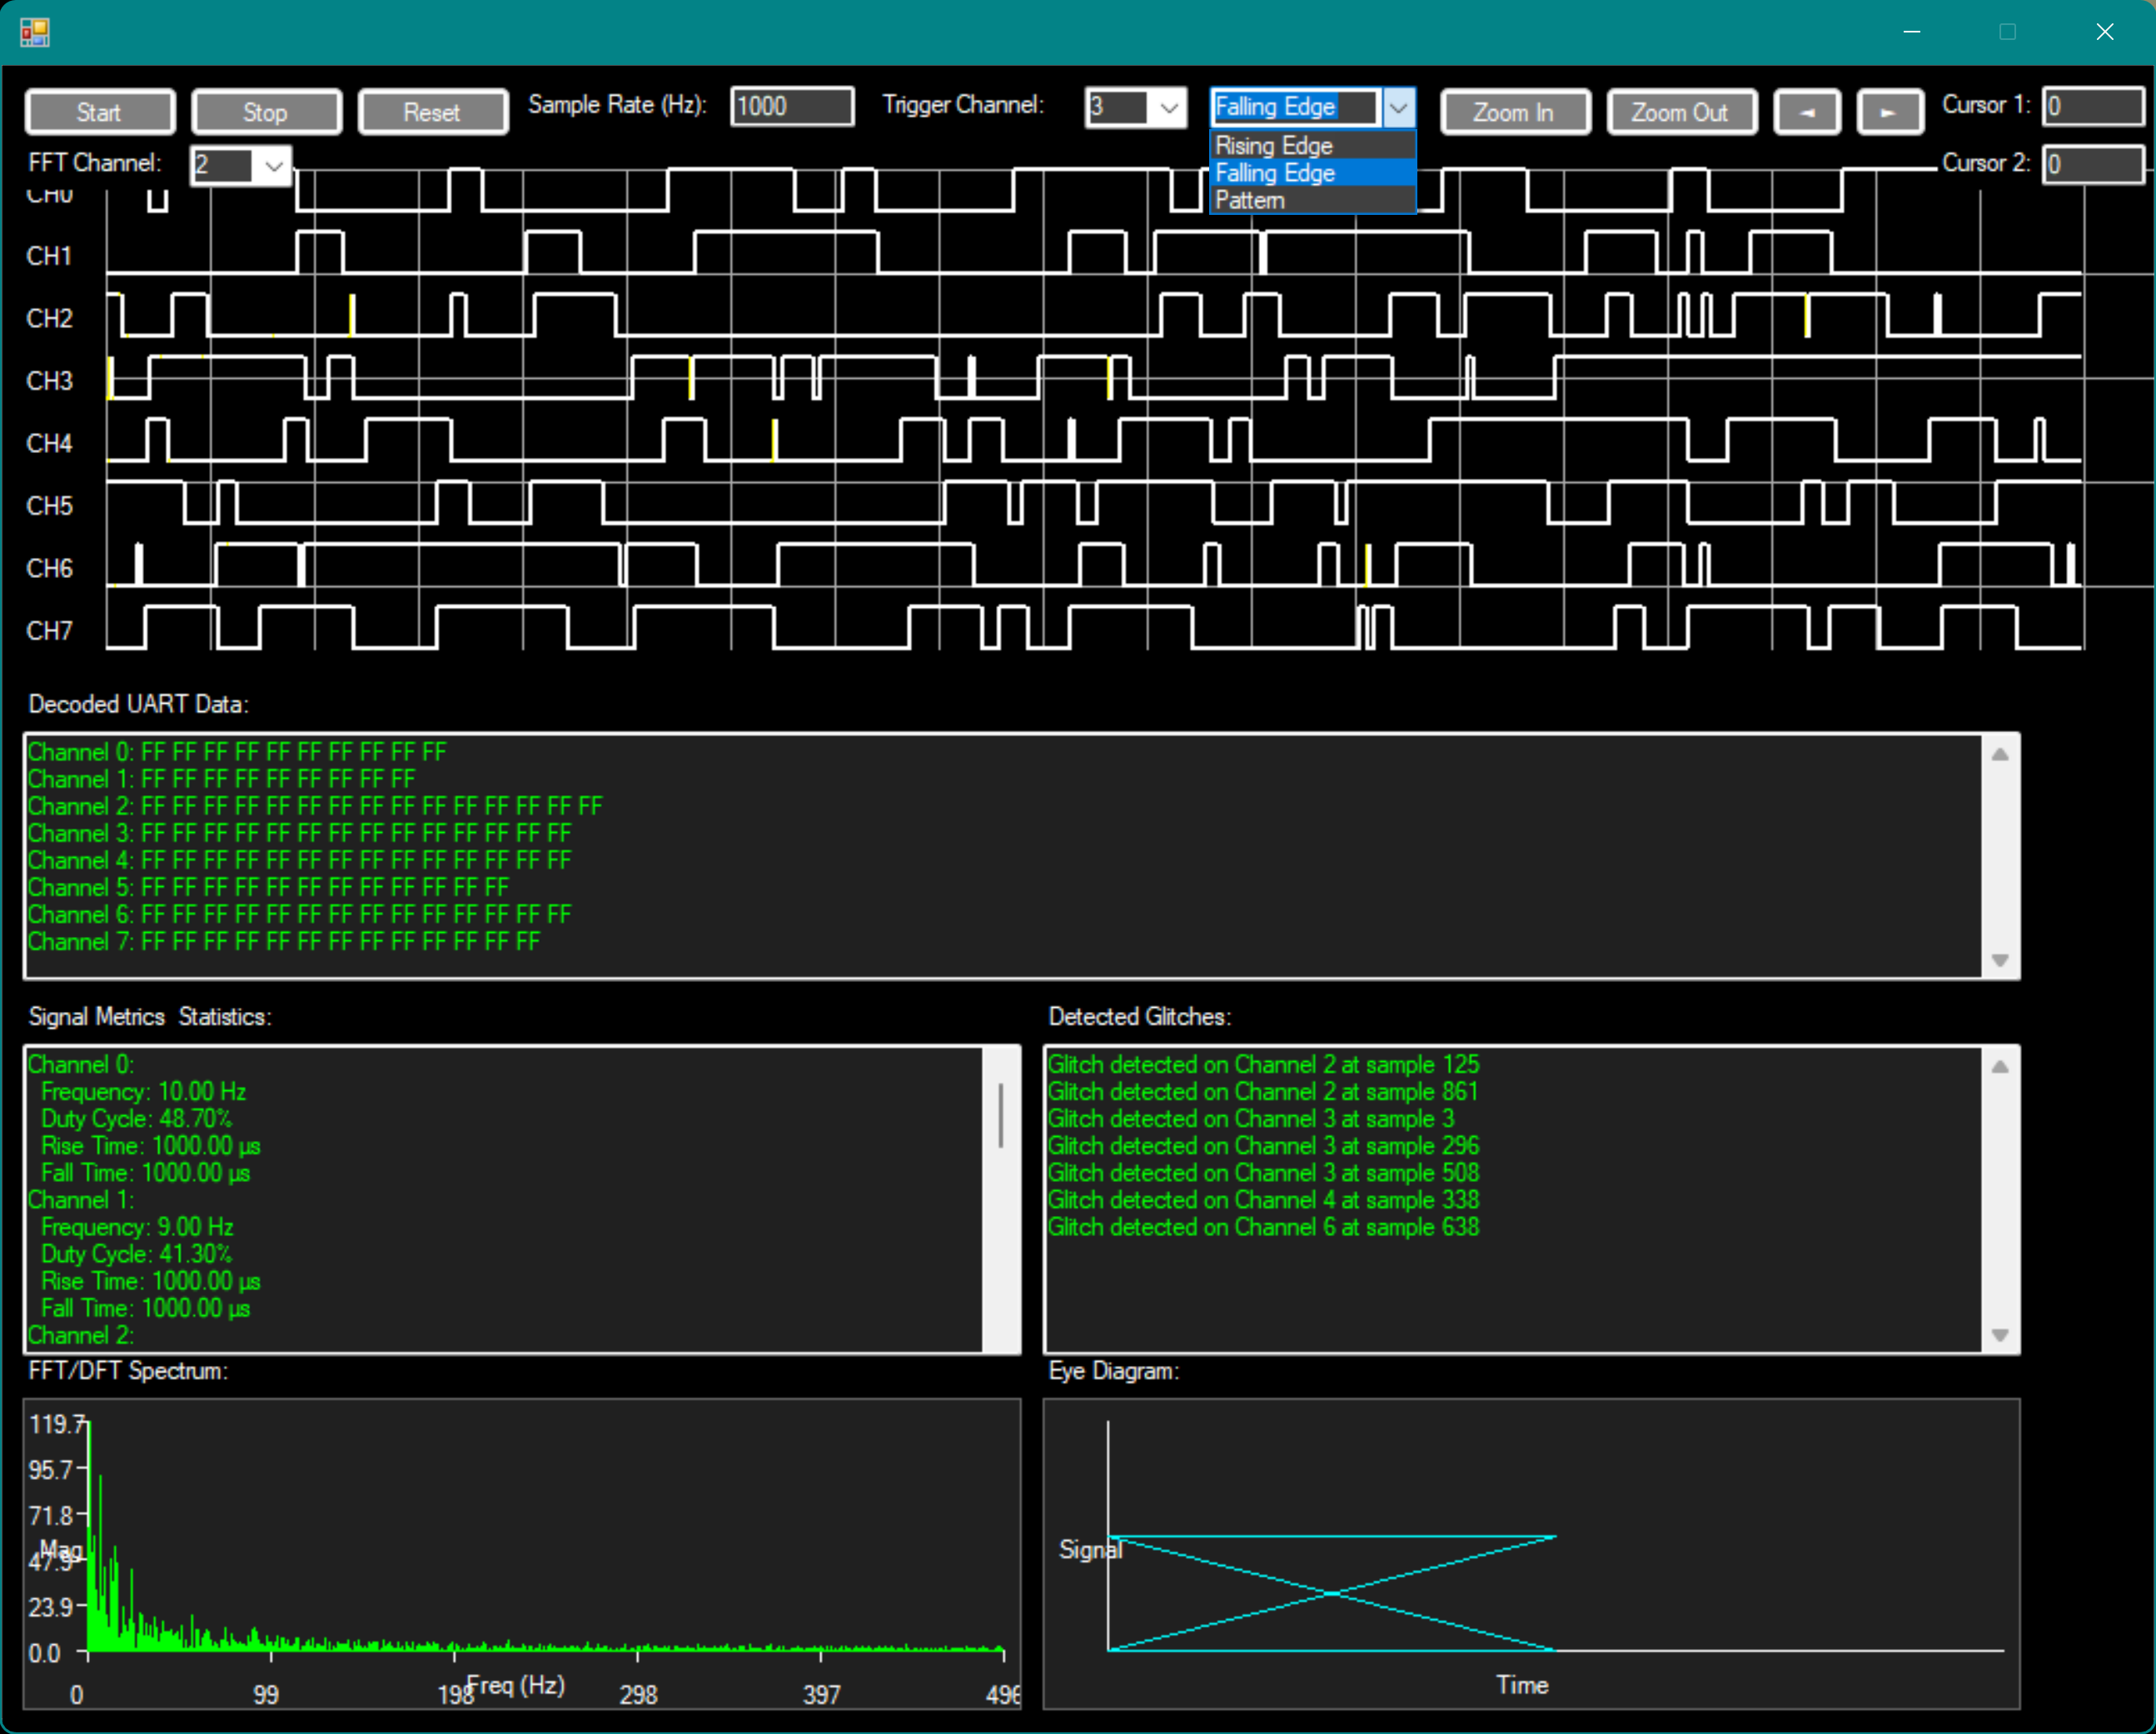 Start Stop Reset Sample Rate (Hz): 1000 Trigger Channel: 3 Falling Edge Zoom In Zoom Out ◄ ► Cursor 1: 0
Rising Edge
Falling Edge
Pattern
FFT Channel: 2 Cursor 2: 0
CH0
CH1
CH2
CH3
CH4
CH5
CH6
CH7
Decoded UART Data:
Channel 0: FF FF FF FF FF FF FF FF FF FF
Channel 1: FF FF FF FF FF FF FF FF FF
Channel 2: FF FF FF FF FF FF FF FF FF FF FF FF FF FF FF
Channel 3: FF FF FF FF FF FF FF FF FF FF FF FF FF FF
Channel 4: FF FF FF FF FF FF FF FF FF FF FF FF FF FF
Channel 5: FF FF FF FF FF FF FF FF FF FF FF FF
Channel 6: FF FF FF FF FF FF FF FF FF FF FF FF FF FF
Channel 7: FF FF FF FF FF FF FF FF FF FF FF FF FF
Signal Metrics  Statistics:
Channel 0:
Frequency: 10.00 Hz
Duty Cycle: 48.70%
Rise Time: 1000.00 µs
Fall Time: 1000.00 µs
Channel 1:
Frequency: 9.00 Hz
Duty Cycle: 41.30%
Rise Time: 1000.00 µs
Fall Time: 1000.00 µs
Channel 2:
Detected Glitches:
Glitch detected on Channel 2 at sample 125
Glitch detected on Channel 2 at sample 861
Glitch detected on Channel 3 at sample 3
Glitch detected on Channel 3 at sample 296
Glitch detected on Channel 3 at sample 508
Glitch detected on Channel 4 at sample 338
Glitch detected on Channel 6 at sample 638
FFT/DFT Spectrum:
119.7
95.7
71.8
Mag
47.9
23.9
0.0
0 99 198 298 397 496
Freq (Hz)
Eye Diagram:
Signal
Time